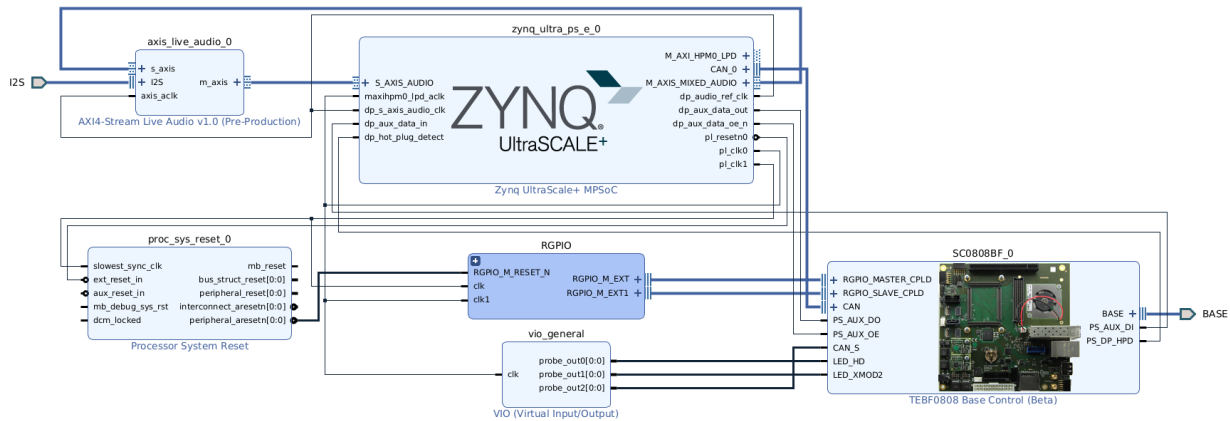 axis_live_audio_0
I2S
s_axis
I2S
axis_aclk
m_axis
AXI4-Stream Live Audio v1.0 (Pre-Production)
zynq_ultra_ps_e_0
S_AXIS_AUDIO
maxihpm0_lpd_aclk
dp_s_axis_audio_clk
dp_aux_data_in
dp_hot_plug_detect
ZYNQ
UltraSCALE+
M_AXI_HPM0_LPD
CAN_0
M_AXIS_MIXED_AUDIO
dp_audio_ref_clk
dp_aux_data_out
dp_aux_data_oe_n
pl_resetn0
pl_clk0
pl_clk1
Zynq UltraScale+ MPSoC
proc_sys_reset_0
slowest_sync_clk
ext_reset_in
aux_reset_in
mb_debug_sys_rst
dcm_locked
mb_reset
bus_struct_reset[0:0]
peripheral_reset[0:0]
interconnect_aresetn[0:0]
peripheral_aresetn[0:0]
Processor System Reset
RGPIO
RGPIO_M_RESET_N
clk
clk1
RGPIO_M_EXT
RGPIO_M_EXT1
vio_general
clk
probe_out0[0:0]
probe_out1[0:0]
probe_out2[0:0]
VIO (Virtual Input/Output)
SC0808BF_0
RGPIO_MASTER_CPLD
RGPIO_SLAVE_CPLD
CAN
PS_AUX_DO
PS_AUX_OE
CAN_S
LED_HD
LED_XMOD2
BASE
PS_AUX_DI
PS_DP_HPD
TEBF0808 Base Control (Beta)
BASE